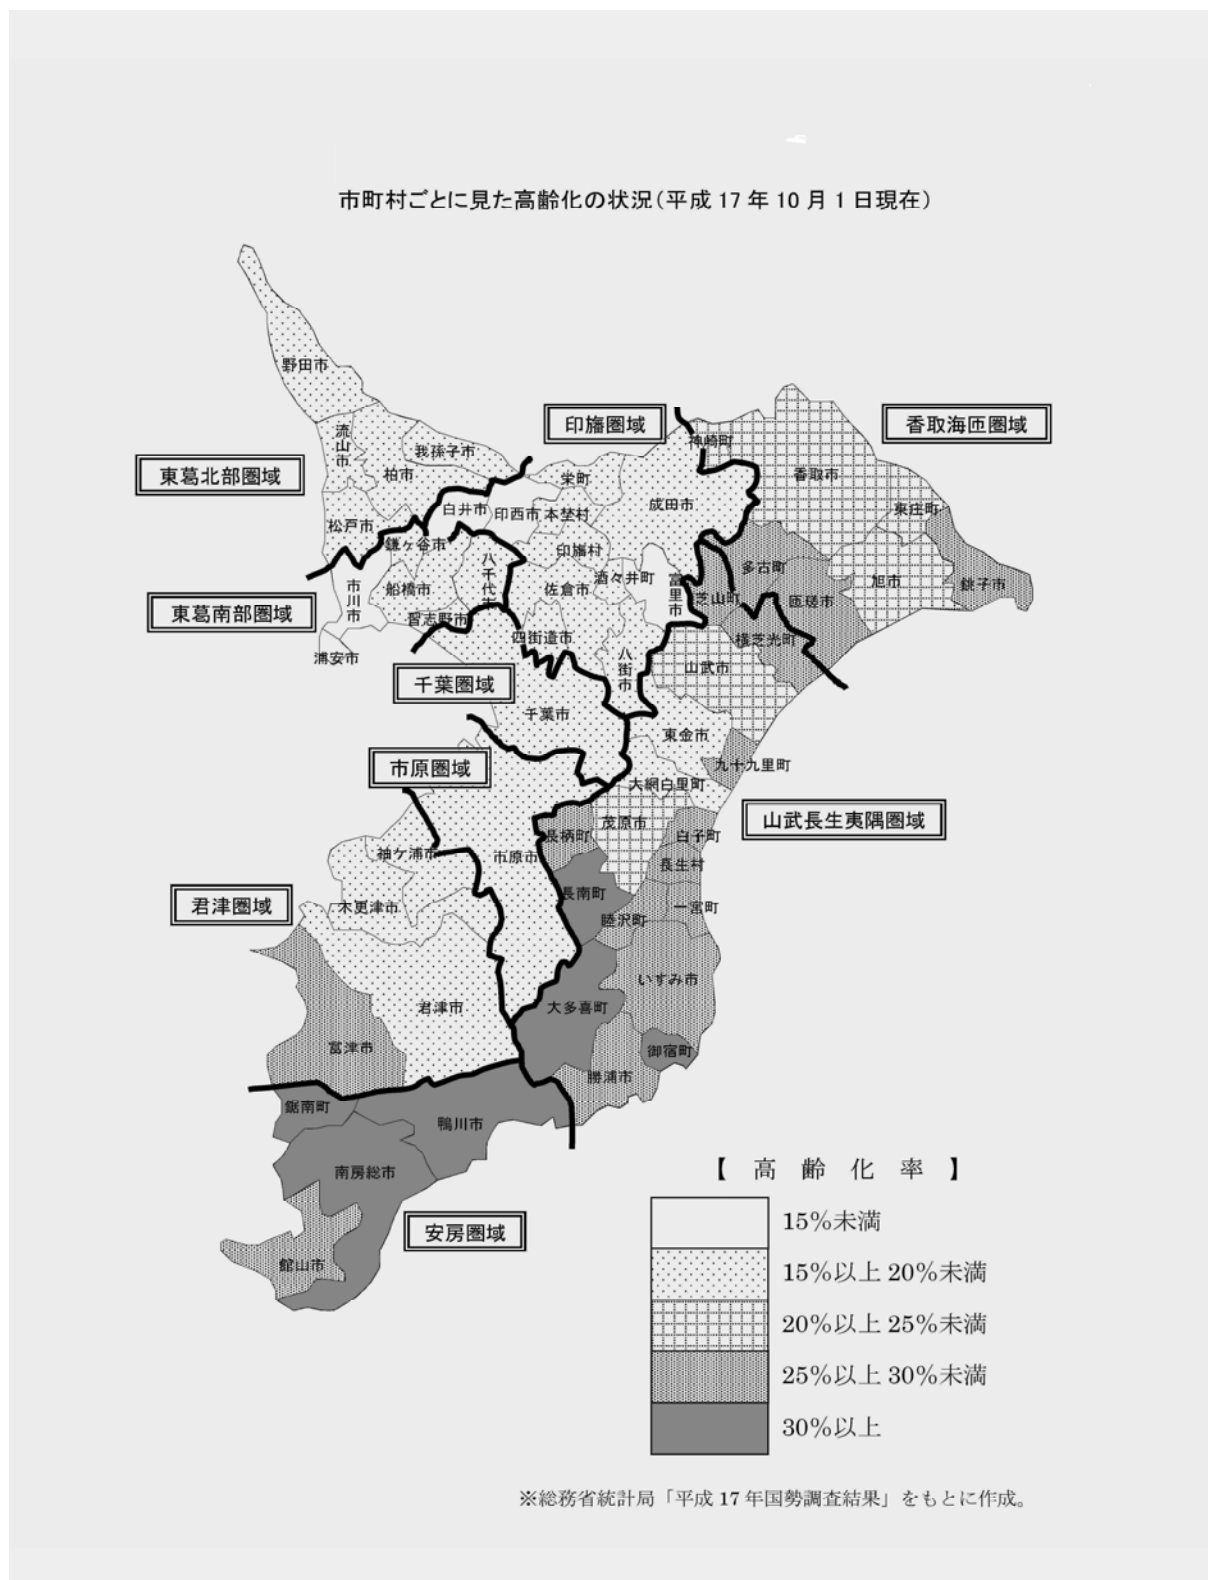 市町村ごとに見た高齢化の状況(平成 17 年 10 月 1 日現在)
野田市
流山市
柏市
我孫子市
松戸市
東葛北部圏域
印旛圏域
香取海匝圏域
神崎町
香取市
東庄町
銚子市
旭市
匝瑳市
多古町
芝山町
横芝光町
栄町
成田市
白井市
印西市
本埜村
印旛村
酒々井町
富里市
佐倉市
四街道市
八街市
鎌ヶ谷市
八千代市
船橋市
市川市
習志野市
浦安市
東葛南部圏域
千葉圏域
千葉市
山武市
東金市
九十九里町
大網白里町
市原圏域
山武長生夷隅圏域
茂原市
白子町
長柄町
長生村
市原市
長南町
一宮町
睦沢町
袖ケ浦市
木更津市
君津圏域
君津市
いすみ市
大多喜町
御宿町
勝浦市
富津市
鋸南町
鴨川市
南房総市
館山市
安房圏域
【 高 齢 化 率 】
15%未満
15%以上 20%未満
20%以上 25%未満
25%以上 30%未満
30%以上
※総務省統計局「平成 17 年国勢調査結果」をもとに作成。